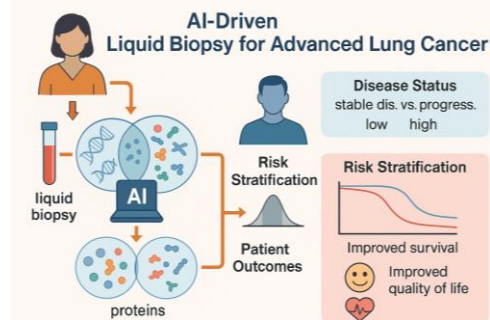 AI-Driven
Liquid Biopsy for Advanced Lung Cancer
liquid
biopsy
AI
proteins
Risk
Stratification
Patient
Outcomes
Disease Status
stable dis. vs. progress.
low high
Risk Stratification
Improved survival
Improved
quality of life